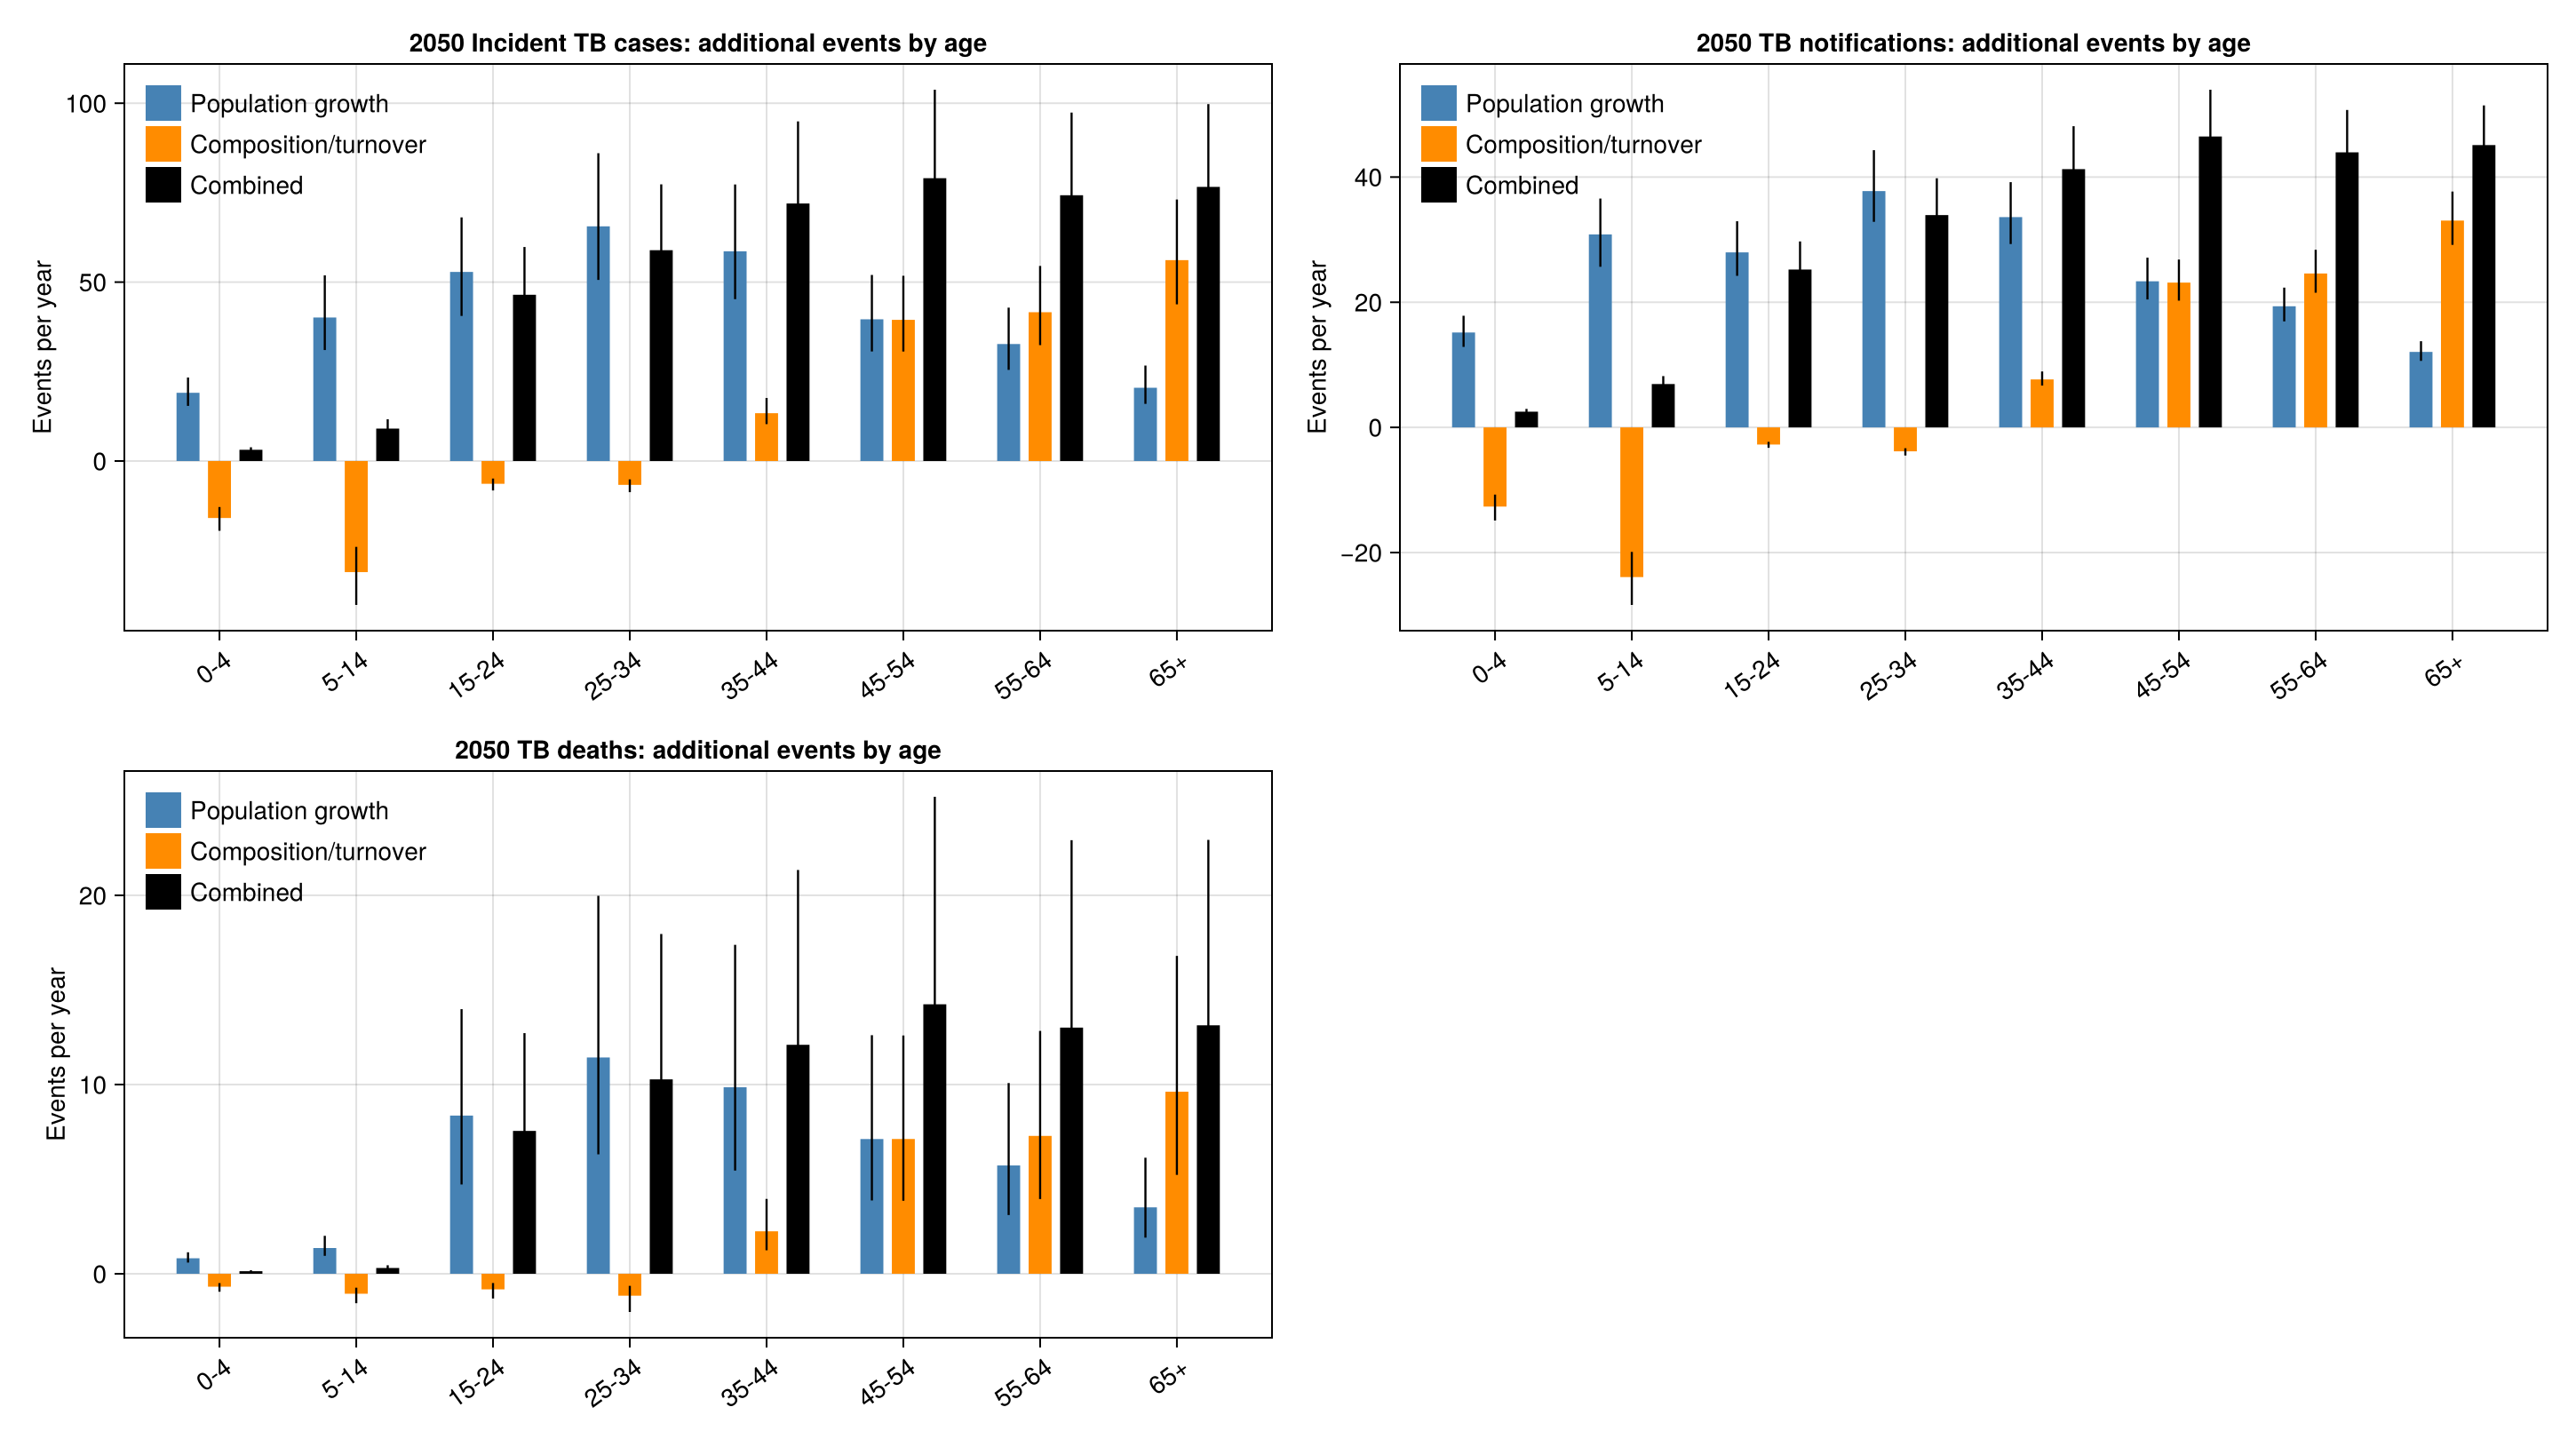 2050 Incident TB cases: additional events by age
Population growth
Composition/turnover
Combined
Events per year
100
50
0
0-4
5-14
15-24
25-34
35-44
45-54
55-64
65+
2050 TB notifications: additional events by age
Population growth
Composition/turnover
Combined
Events per year
40
20
0
−20
0-4
5-14
15-24
25-34
35-44
45-54
55-64
65+
2050 TB deaths: additional events by age
Population growth
Composition/turnover
Combined
Events per year
20
10
0
0-4
5-14
15-24
25-34
35-44
45-54
55-64
65+